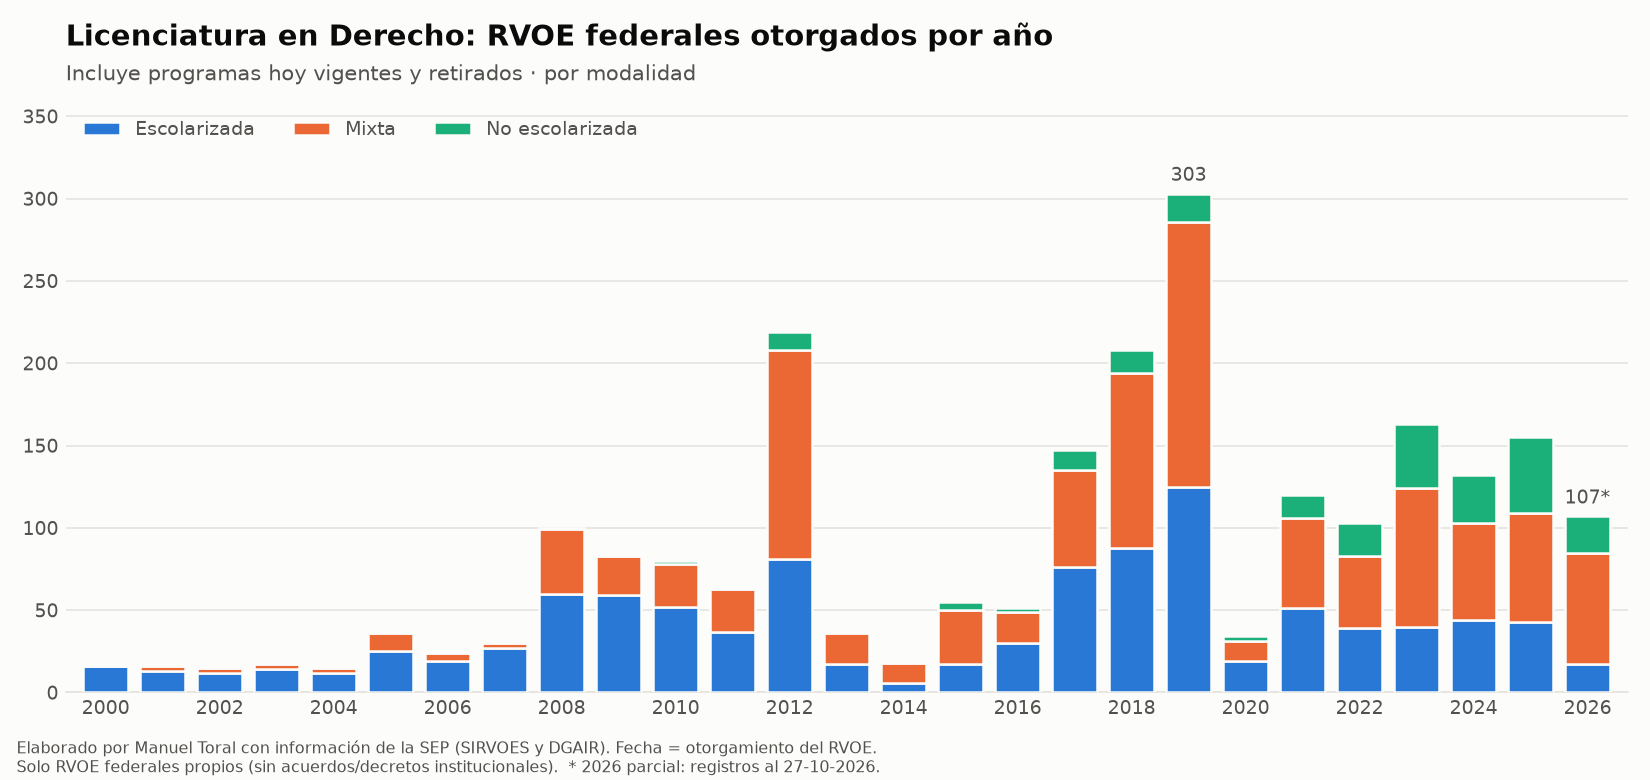 Licenciatura en Derecho: RVOE federales otorgados por año
Incluye programas hoy vigentes y retirados · por modalidad
350
Escolarizada Mixta No escolarizada
303
300
250
200
150
107*
100
50
0
2000 2002 2004 2006 2008 2010 2012 2014 2016 2018 2020 2022 2024 2026
Elaborado por Manuel Toral con información de la SEP (SIRVOES y DGAIR). Fecha = otorgamiento del RVOE.
Solo RVOE federales propios (sin acuerdos/decretos institucionales). * 2026 parcial: registros al 27-10-2026.